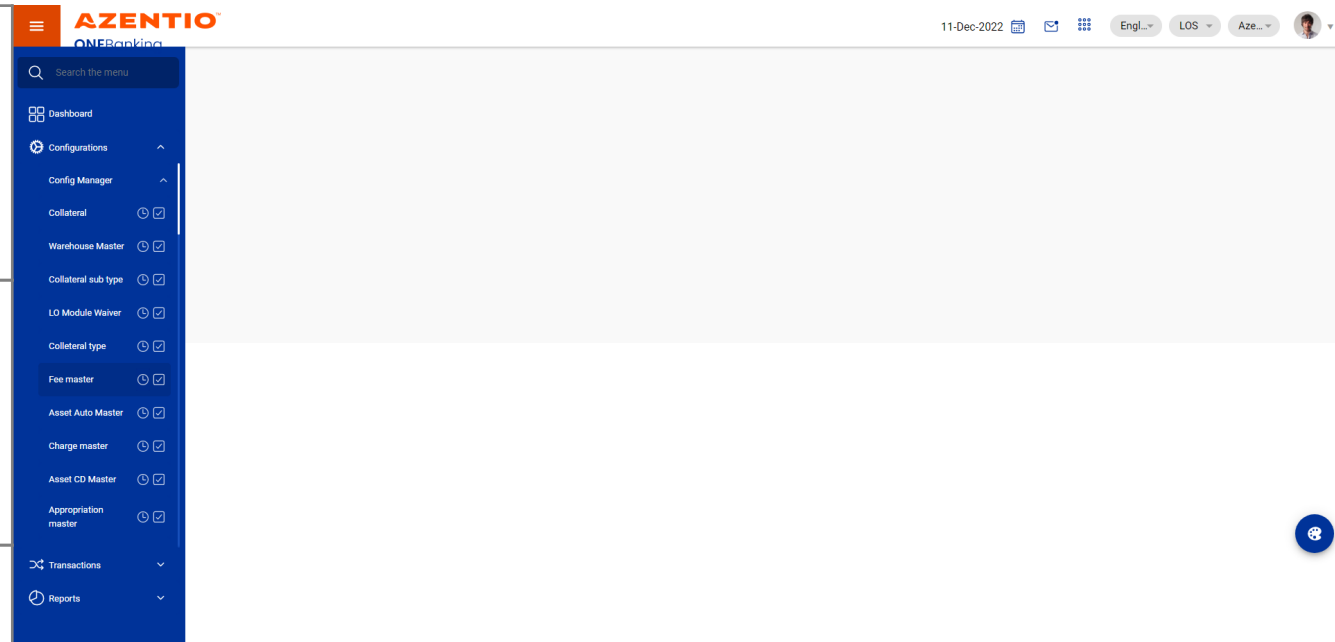 AZENTIO™
ONEBanking
11-Dec-2022
Engl...
LOS
Aze...
Search the menu
Dashboard
Configurations
Config Manager
Collateral
Warehouse Master
Collateral sub type
LO Module Waiver
Colleteral type
Fee master
Asset Auto Master
Charge master
Asset CD Master
Appropriation
master
Transactions
Reports